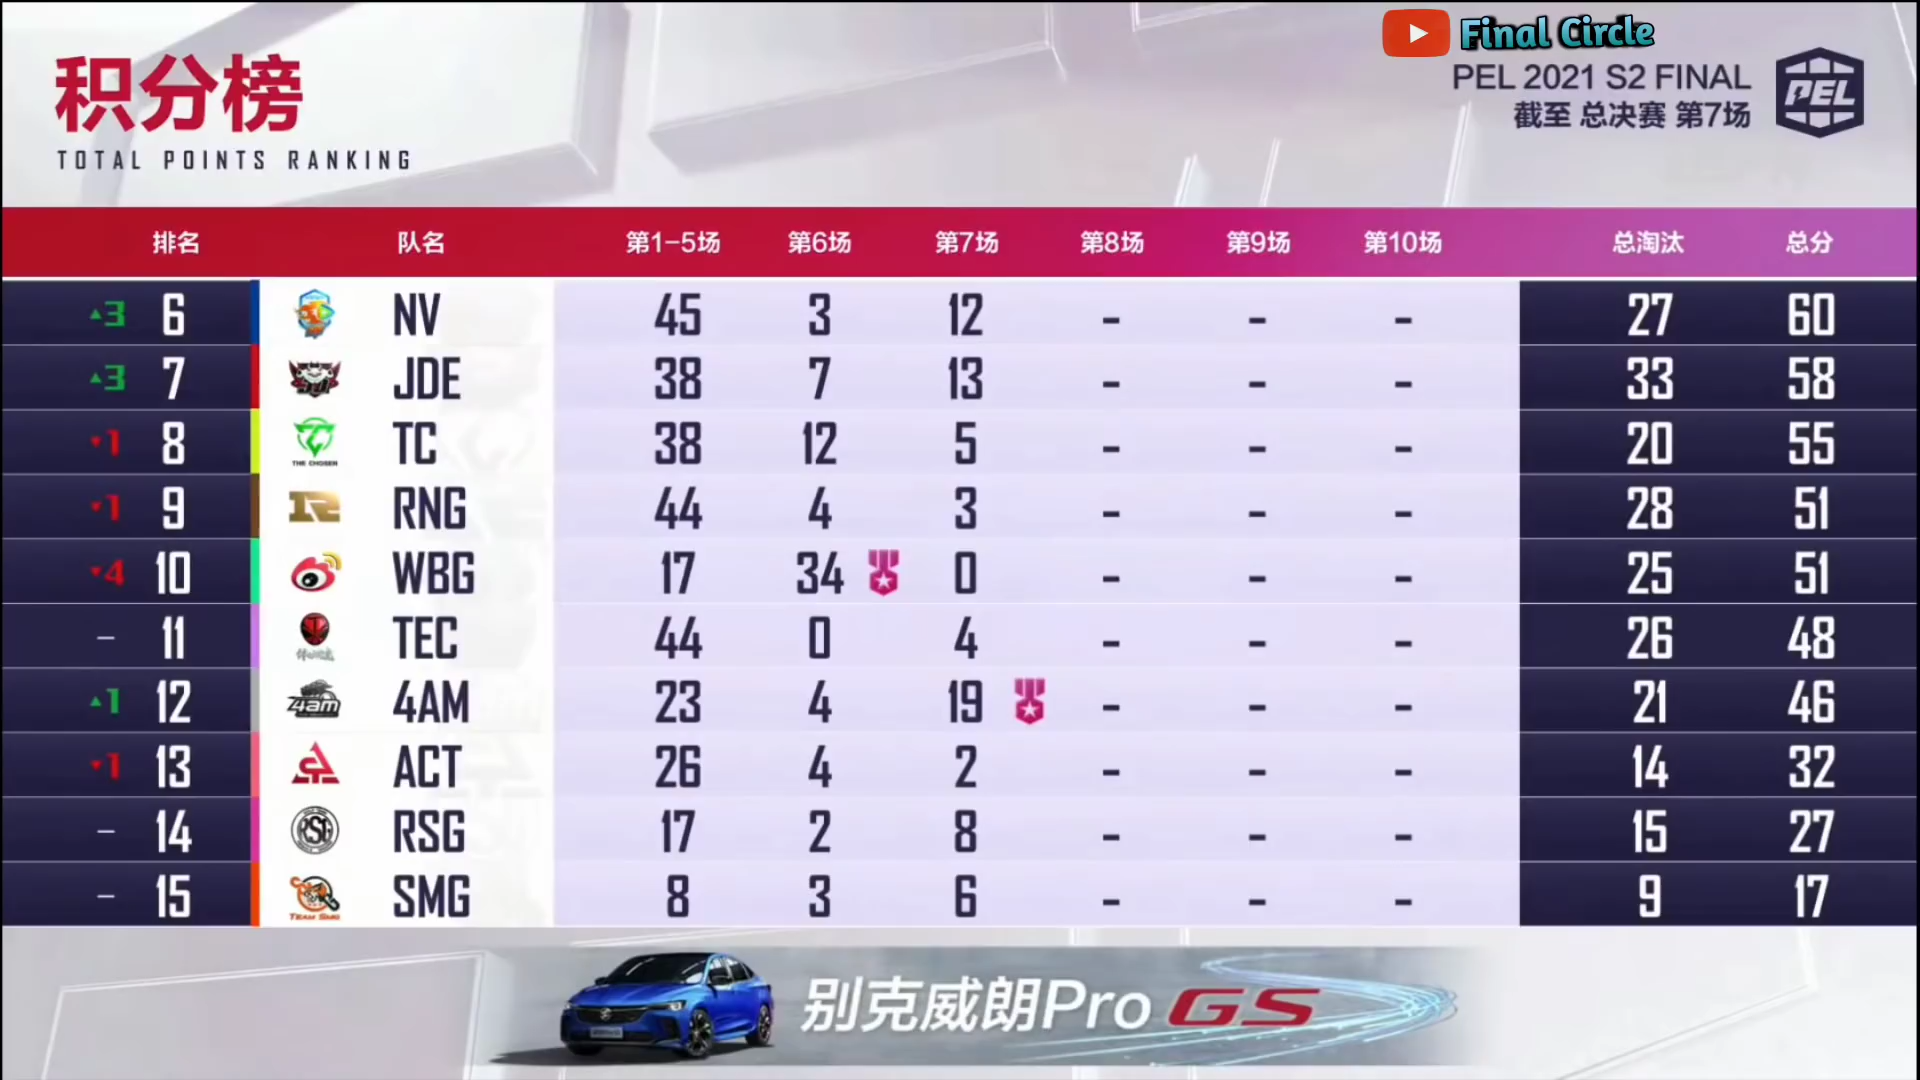 Final Circle
PEL 2021 S2 FINAL
截至 总决赛 第7场
PEL
积分榜
TOTAL POINTS RANKING
排名 队名 第1-5场 第6场 第7场 第8场 第9场 第10场 总淘汰 总分
▲3 6 NV 45 3 12 - - - 27 60
▲3 7 JDE 38 7 13 - - - 33 58
▼1 8 THE CHOSEN TC 38 12 5 - - - 20 55
▼1 9 RNG 44 4 3 - - - 28 51
▼4 10 WBG 17 34 0 - - - 25 51
- 11 TEC 44 0 4 - - - 26 48
▲1 12 4am 4AM 23 4 19 - - - 21 46
▼1 13 ACT 26 4 2 - - - 14 32
- 14 RSG RSG 17 2 8 - - - 15 27
- 15 TEAM SMG SMG 8 3 6 - - - 9 17
别克威朗Pro GS